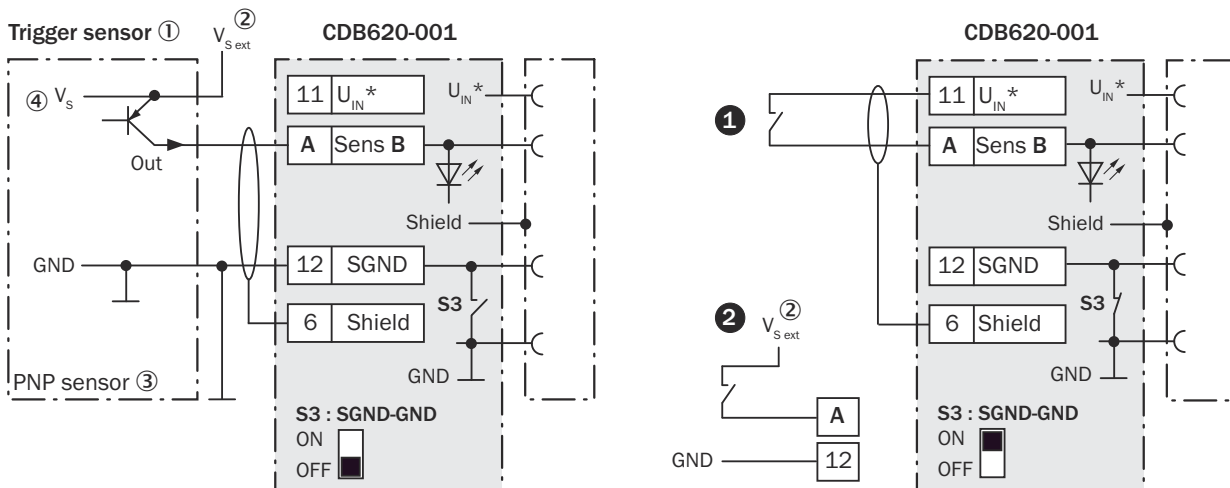 Trigger sensor ①
V_S ext ②
CDB620-001
④ V_S
11 U_IN*
U_IN*
A Sens B
Out
Shield
GND
12 SGND
S3
6 Shield
GND
PNP sensor ③
S3 : SGND-GND
ON
OFF
CDB620-001
❶
11 U_IN*
U_IN*
A Sens B
Shield
12 SGND
S3
❷ V_S ext ②
6 Shield
GND
A
S3 : SGND-GND
ON
GND
12
OFF